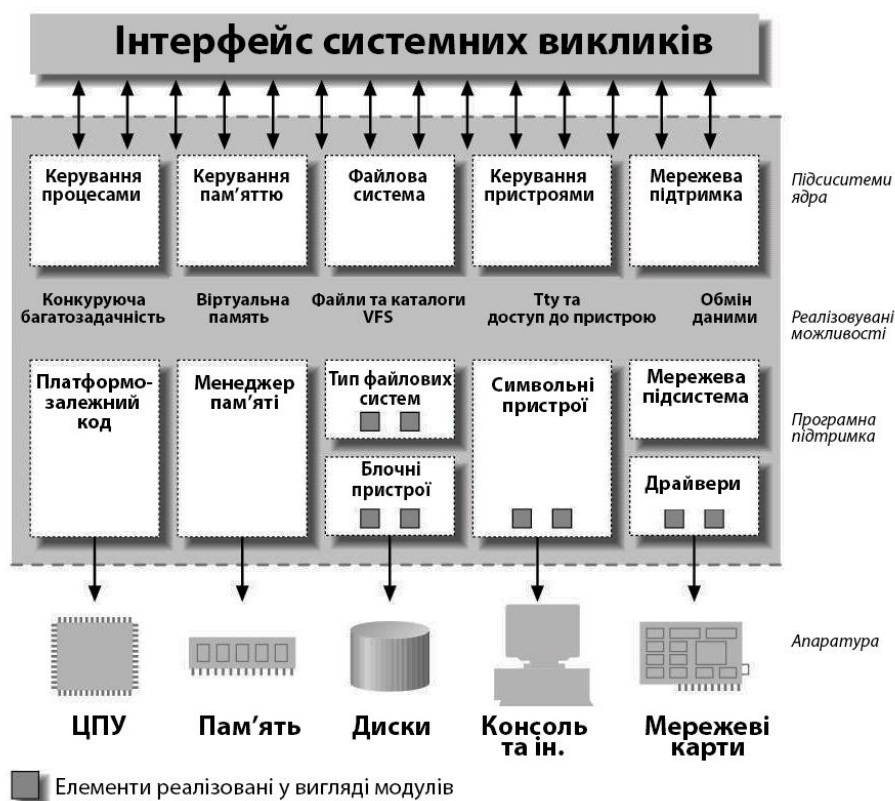 Інтерфейс системних викликів
Керування
процесами
Керування
пам’яттю
Файлова
система
Керування
пристроями
Мережева
підтримка
Підсиситеми
ядра
Конкуруюча
багатозадачність
Віртуальна
память
Файли та каталоги
VFS
Tty та
доступ до пристрою
Обмін
даними
Реалізовувані
можливості
Платформо-
залежний
код
Менеджер
пам’яті
Тип файлових
систем
Блочні
пристрої
Символьні
пристрої
Мережева
підсистема
Драйвери
Програмна
підтримка
Апаратура
ЦПУ
Пам’ять
Диски
Консоль
та ін.
Мережеві
карти
Елементи реалізовані у вигляді модулів